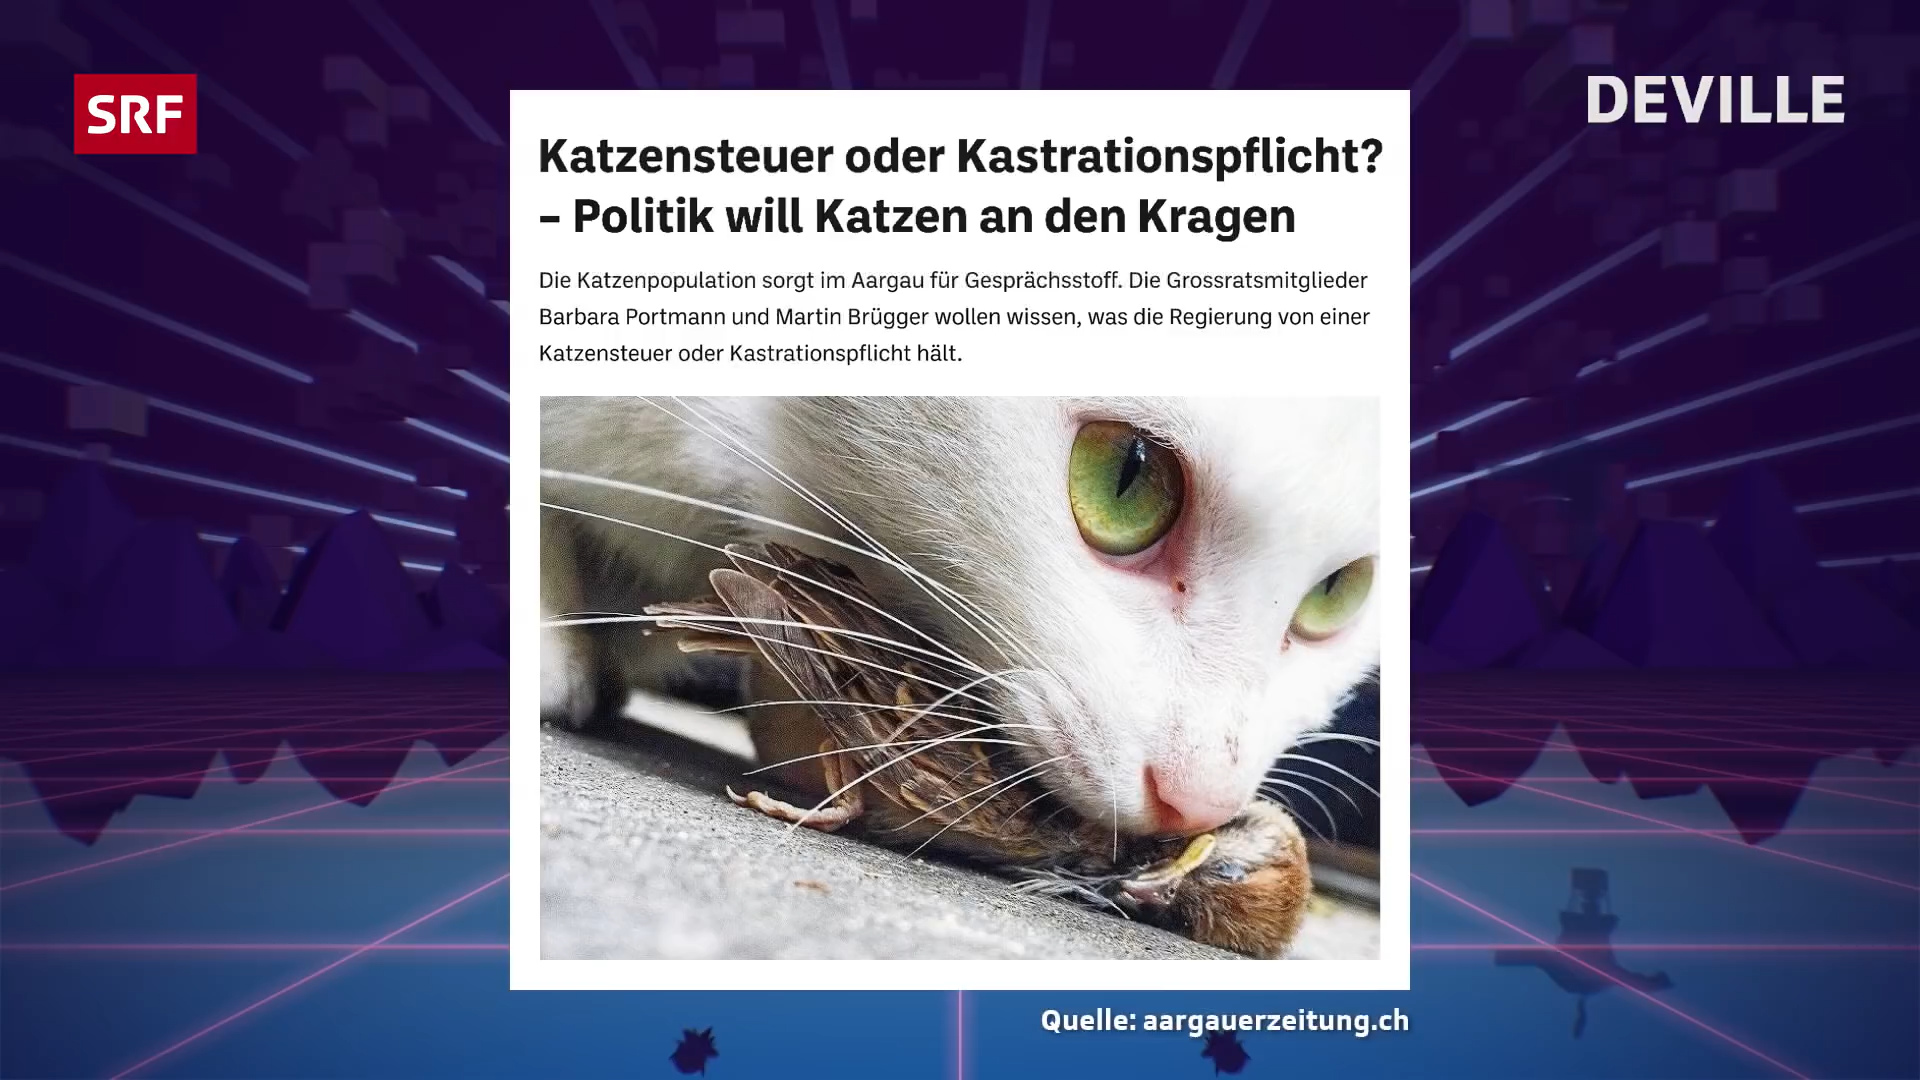 SRF
DEVILLE
Katzensteuer oder Kastrationspflicht?
– Politik will Katzen an den Kragen
Die Katzenpopulation sorgt im Aargau für Gesprächsstoff. Die Grossratsmitglieder
Barbara Portmann und Martin Brügger wollen wissen, was die Regierung von einer
Katzensteuer oder Kastrationspflicht hält.
Quelle: aargauerzeitung.ch